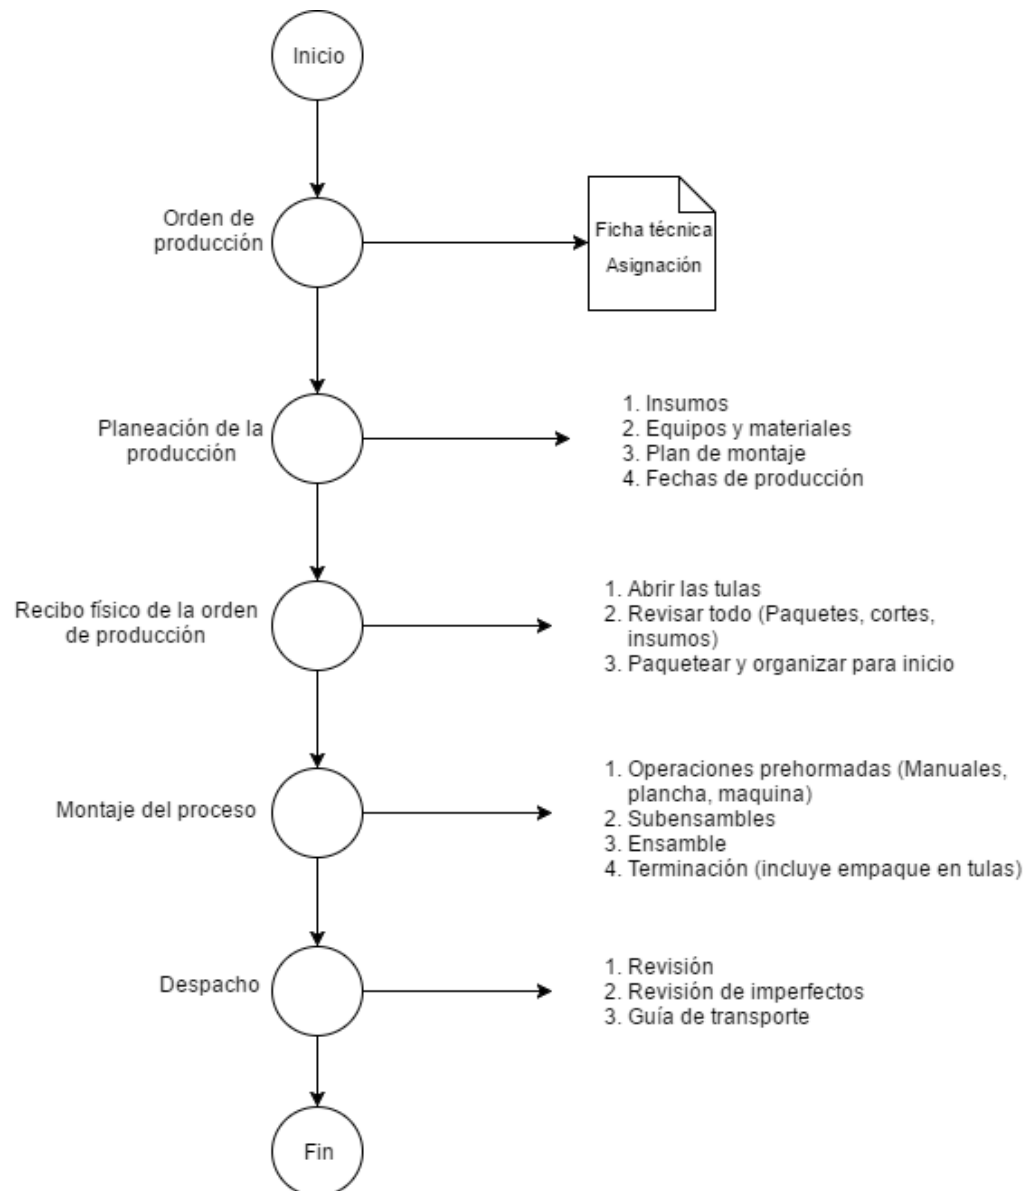 Inicio
Orden de
producción
Ficha técnica
Asignación
Planeación de la
producción
1. Insumos
2. Equipos y materiales
3. Plan de montaje
4. Fechas de producción
Recibo físico de la orden
de producción
1. Abrir las tulas
2. Revisar todo (Paquetes, cortes,
insumos)
3. Paquetear y organizar para inicio
Montaje del proceso
1. Operaciones prehormadas (Manuales,
plancha, maquina)
2. Subensambles
3. Ensamble
4. Terminación (incluye empaque en tulas)
Despacho
1. Revisión
2. Revisión de imperfectos
3. Guía de transporte
Fin